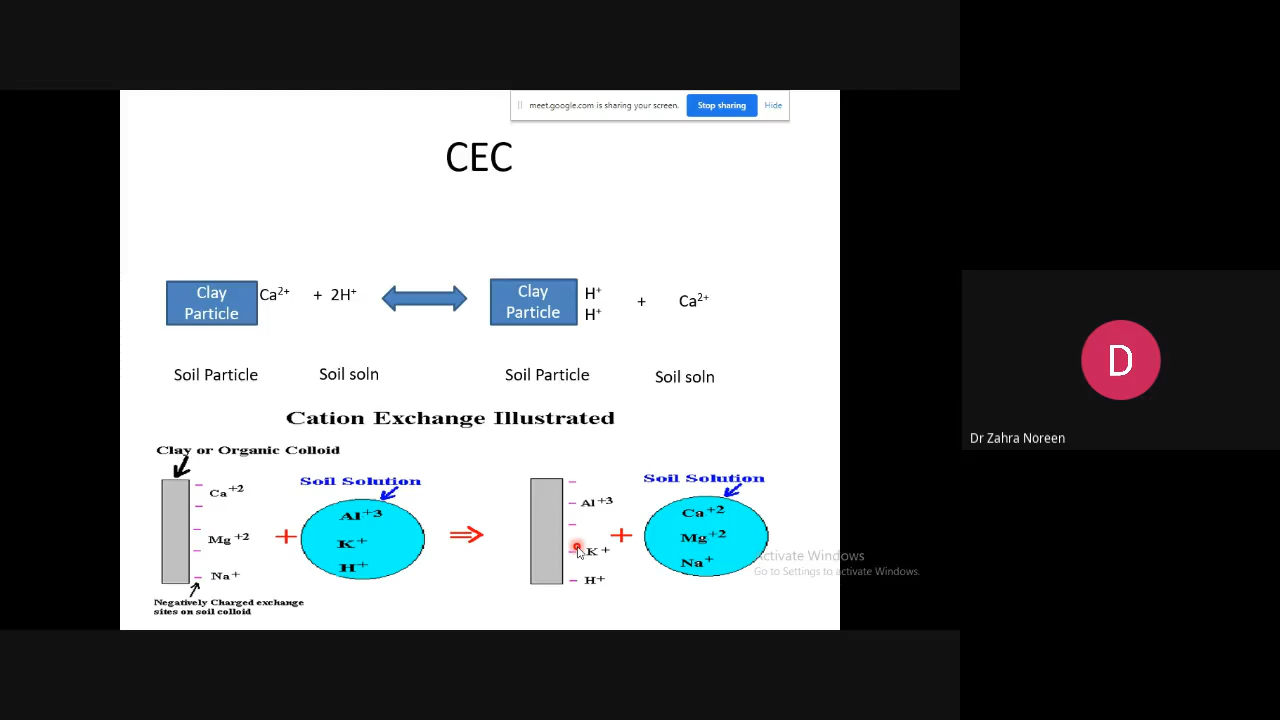 meet.google.com is sharing your screen. Stop sharing Hide
CEC
Clay
Particle
Ca²⁺ + 2H⁺
Clay
Particle
H⁺
H⁺
+ Ca²⁺
Soil Particle Soil soln Soil Particle Soil soln
Cation Exchange Illustrated
Clay or Organic Colloid
Ca+2
Mg+2
Na+
Negatively Charged exchange
sites on soil colloid
+
Soil Solution
Al+3
K+
H+
Al+3
K+
H+
+
Soil Solution
Ca+2
Mg+2
Na+
Activate Windows
Go to Settings to activate Windows.
D
Dr Zahra Noreen